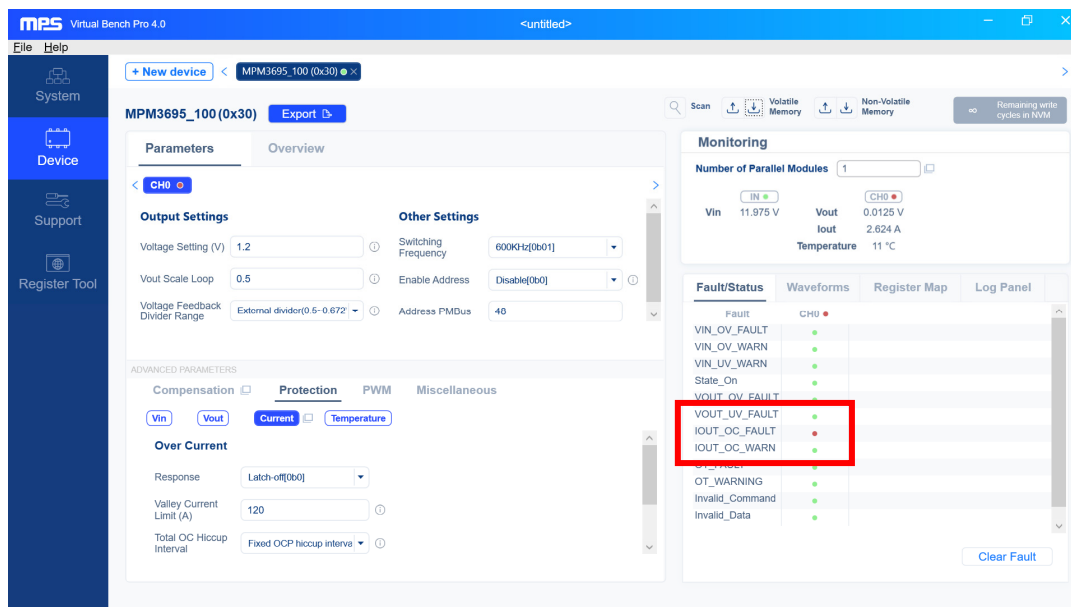 mps Virtual Bench Pro 4.0
<untitled>
File Help
System
Device
Support
Register Tool
+ New device < MPM3695_100 (0x30) × >
MPM3695_100(0x30) Export
Scan Volatile Memory Non-Volatile Memory
∞ Remaining write cycles in NVM
Parameters Overview
< CH0 >
Output Settings
Voltage Setting (V) 1.2
Vout Scale Loop 0.5
Voltage Feedback Divider Range External divider(0.5- 0.672'
Other Settings
Switching Frequency 600KHz[0b01]
Enable Address Disable[0b0]
Address PMBus 48
ADVANCED PARAMETERS
Compensation Protection PWM Miscellaneous
Vin Vout Current Temperature
Over Current
Response Latch-off[0b0]
Valley Current Limit (A) 120
Total OC Hiccup Interval Fixed OCP hiccup interva
Monitoring
Number of Parallel Modules 1
IN CH0
Vin 11.975 V Vout 0.0125 V
Iout 2.624 A
Temperature 11 °C
Fault/Status Waveforms Register Map Log Panel
Fault CH0
VIN_OV_FAULT
VIN_OV_WARN
VIN_UV_WARN
State_On
VOUT_OV_FAULT
VOUT_UV_FAULT
IOUT_OC_FAULT
IOUT_OC_WARN
OT_FAULT
OT_WARNING
Invalid_Command
Invalid_Data
Clear Fault